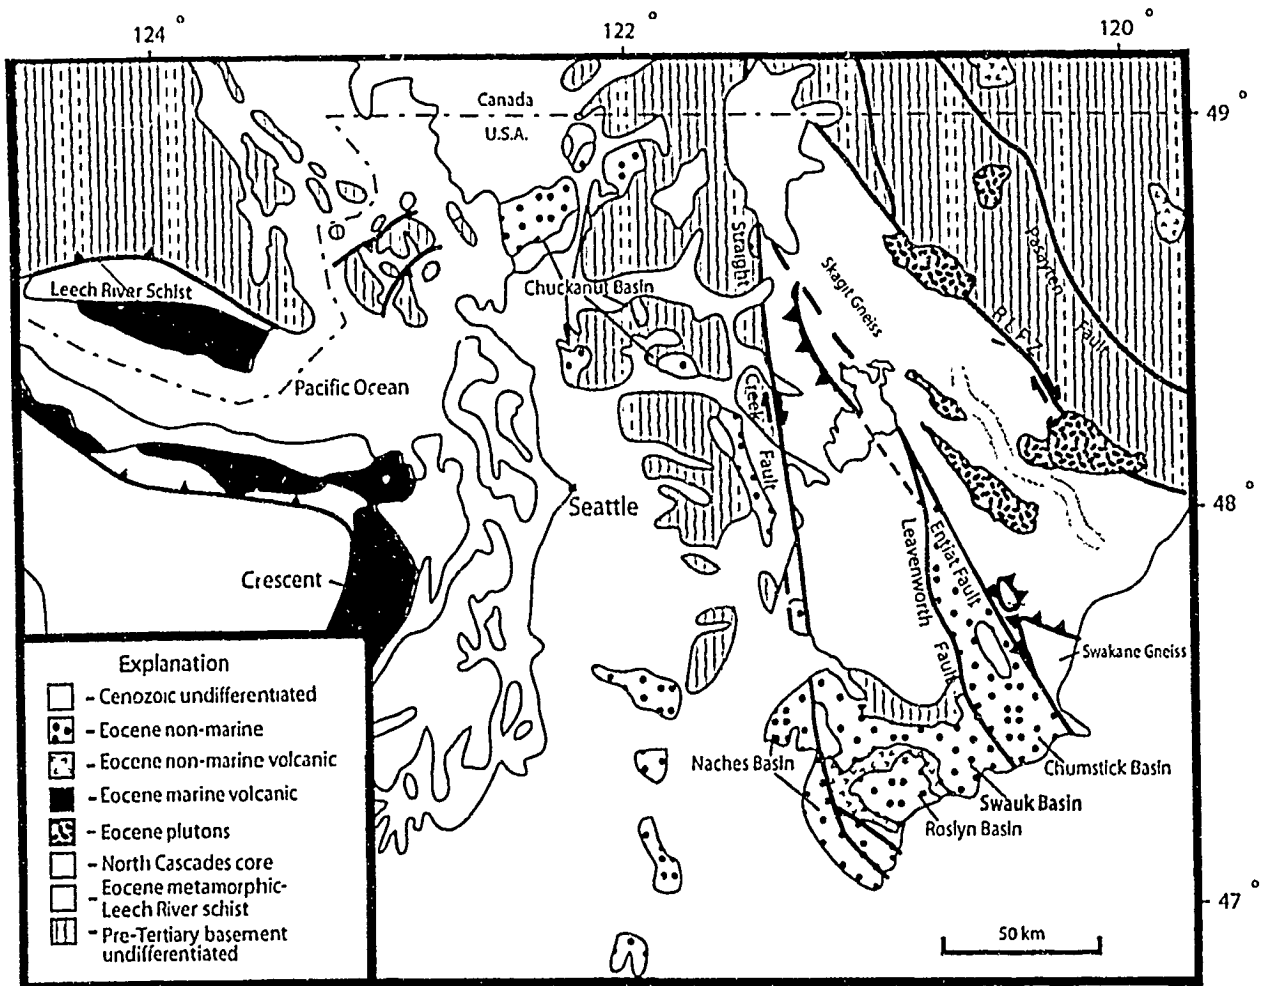 124 °
122 °
120 °
Canada
U.S.A.
49 °
Straight
Pasayten
Fault
Skagit Gneiss
Leech River Schist
Chuckanut Basin
R.L.F.Z.
Pacific Ocean
Creek
Fault
Seattle
48 °
Crescent
Entiat Fault
Leavenworth
Fault
Swakane Gneiss
Naches Basin
Chumstick Basin
Swauk Basin
Roslyn Basin
47 °
50 km
Explanation
- Cenozoic undifferentiated
- Eocene non-marine
- Eocene non-marine volcanic
- Eocene marine volcanic
- Eocene plutons
- North Cascades core
- Eocene metamorphic-
Leech River schist
- Pre-Tertiary basement
undifferentiated